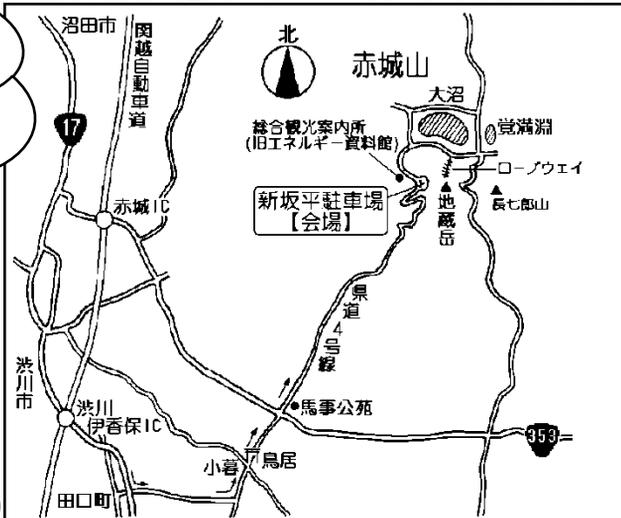 沼田市
関越自動車道
北
赤城山
17
大沼
覚満淵
総合観光案内所
(旧エネルギー資料館)
ロープウェイ
新坂平駐車場
【会場】
地蔵岳
長七郎山
赤城IC
県道4号線
渋川市
渋川
伊香保IC
馬事公苑
353
小暮
鳥居
田口町